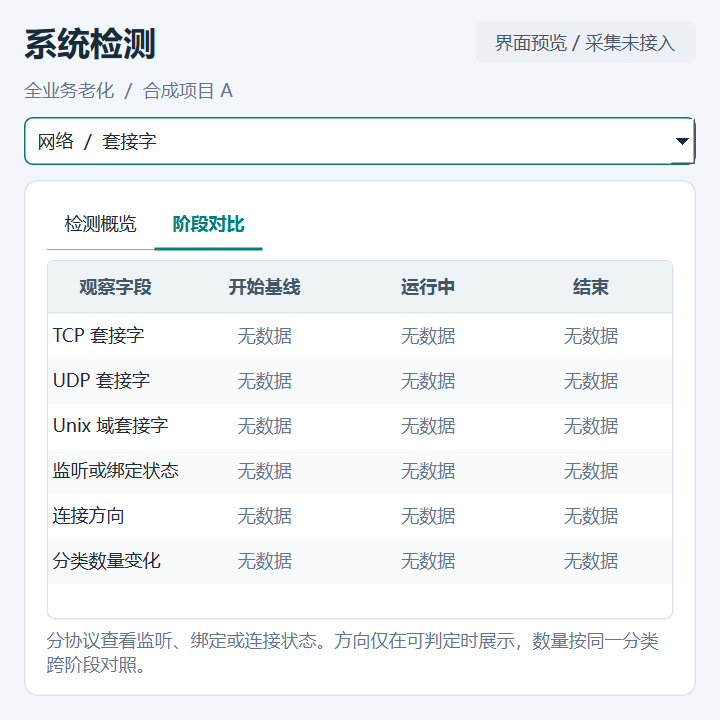 系统检测
界面预览 / 采集未接入
全业务老化 / 合成项目 A
网络 / 套接字
检测概览 阶段对比
观察字段 开始基线 运行中 结束
TCP 套接字 无数据 无数据 无数据
UDP 套接字 无数据 无数据 无数据
Unix 域套接字 无数据 无数据 无数据
监听或绑定状态 无数据 无数据 无数据
连接方向 无数据 无数据 无数据
分类数量变化 无数据 无数据 无数据
分协议查看监听、绑定或连接状态。方向仅在可判定时展示，数量按同一分类
跨阶段对照。